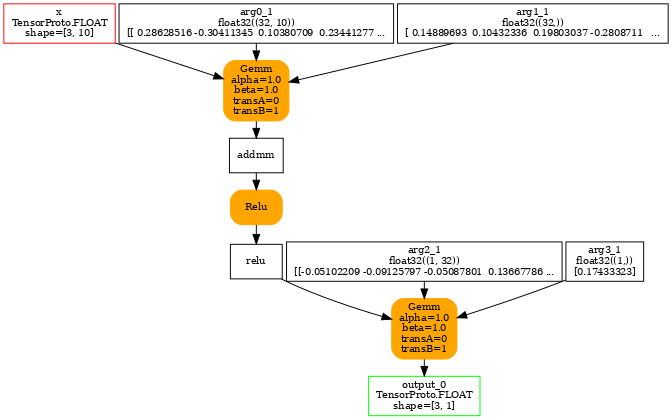 x
TensorProto.FLOAT
shape=[3, 10]
arg0_1
float32((32, 10))
[[ 0.28628516 -0.30411345  0.10380709  0.23441277 ...
arg1_1
float32((32,))
[ 0.14889693  0.10432336  0.19803037 -0.2808711   ...
Gemm
alpha=1.0
beta=1.0
transA=0
transB=1
addmm
Relu
relu
arg2_1
float32((1, 32))
[[-0.05102209 -0.09125797 -0.05087801  0.13667786 ...
arg3_1
float32((1,))
[0.17433323]
Gemm
alpha=1.0
beta=1.0
transA=0
transB=1
output_0
TensorProto.FLOAT
shape=[3, 1]